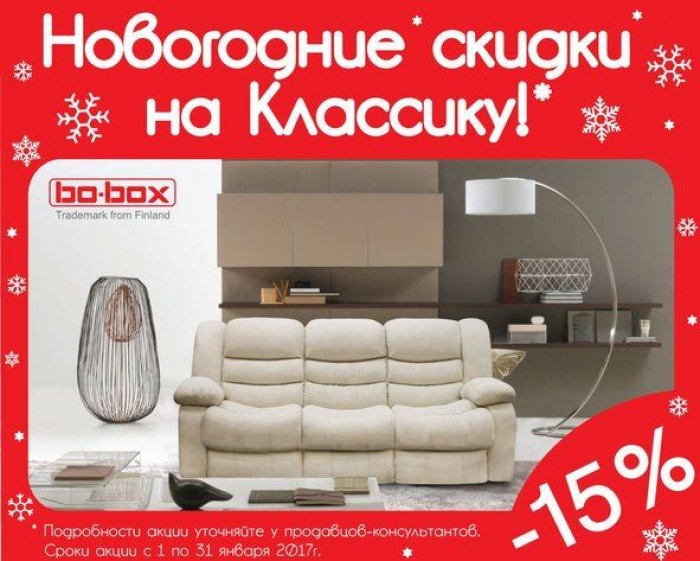 Новогодние скидки
на Классику!*
bo·box
Trademark from Finland
-15%
* Подробности акции уточняйте у продавцов-консультантов.
Сроки акции с 1 по 31 января 2017г.